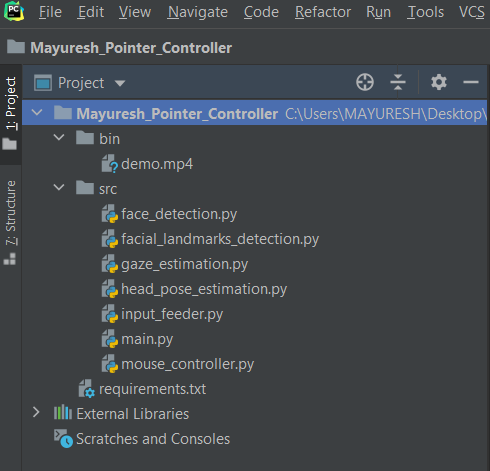 PC File Edit View Navigate Code Refactor Run Tools VCS
Mayuresh_Pointer_Controller
1: Project
Project
Mayuresh_Pointer_Controller C:\Users\MAYURESH\Desktop\
bin
demo.mp4
src
face_detection.py
facial_landmarks_detection.py
gaze_estimation.py
head_pose_estimation.py
input_feeder.py
main.py
mouse_controller.py
requirements.txt
External Libraries
Scratches and Consoles
7: Structure